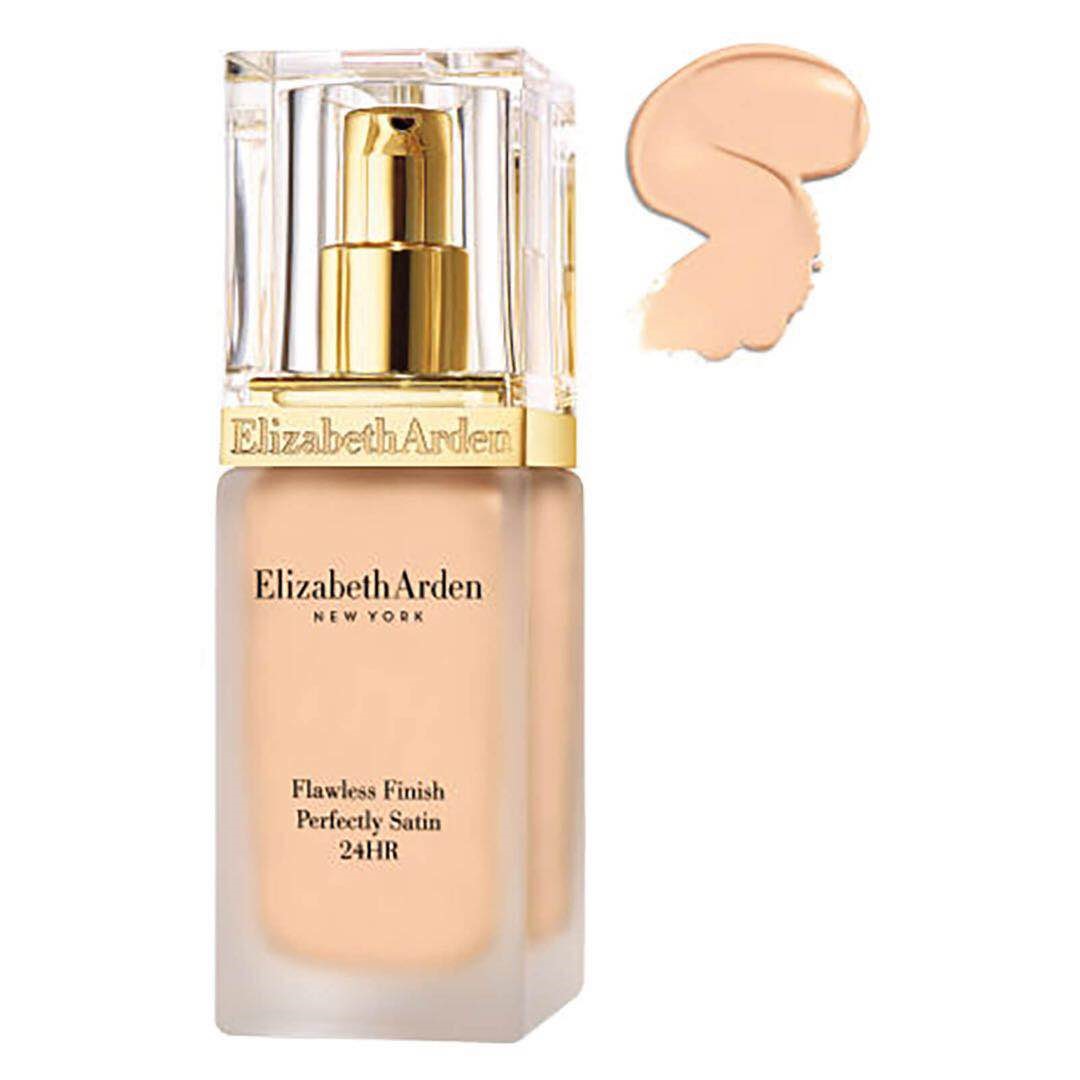 ElizabethArden
ElizabethArden
NEW YORK
Flawless Finish
Perfectly Satin
24HR